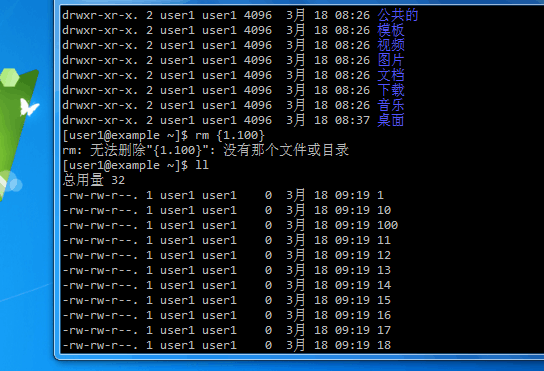 drwxr-xr-x. 2 user1 user1 4096  3月 18 08:26 公共的
drwxr-xr-x. 2 user1 user1 4096  3月 18 08:26 模板
drwxr-xr-x. 2 user1 user1 4096  3月 18 08:26 视频
drwxr-xr-x. 2 user1 user1 4096  3月 18 08:26 图片
drwxr-xr-x. 2 user1 user1 4096  3月 18 08:26 文档
drwxr-xr-x. 2 user1 user1 4096  3月 18 08:26 下载
drwxr-xr-x. 2 user1 user1 4096  3月 18 08:26 音乐
drwxr-xr-x. 2 user1 user1 4096  3月 18 08:37 桌面
[user1@example ~]$ rm {1.100}
rm: 无法删除"{1.100}": 没有那个文件或目录
[user1@example ~]$ ll
总用量 32
-rw-rw-r--. 1 user1 user1    0  3月 18 09:19 1
-rw-rw-r--. 1 user1 user1    0  3月 18 09:19 10
-rw-rw-r--. 1 user1 user1    0  3月 18 09:19 100
-rw-rw-r--. 1 user1 user1    0  3月 18 09:19 11
-rw-rw-r--. 1 user1 user1    0  3月 18 09:19 12
-rw-rw-r--. 1 user1 user1    0  3月 18 09:19 13
-rw-rw-r--. 1 user1 user1    0  3月 18 09:19 14
-rw-rw-r--. 1 user1 user1    0  3月 18 09:19 15
-rw-rw-r--. 1 user1 user1    0  3月 18 09:19 16
-rw-rw-r--. 1 user1 user1    0  3月 18 09:19 17
-rw-rw-r--. 1 user1 user1    0  3月 18 09:19 18